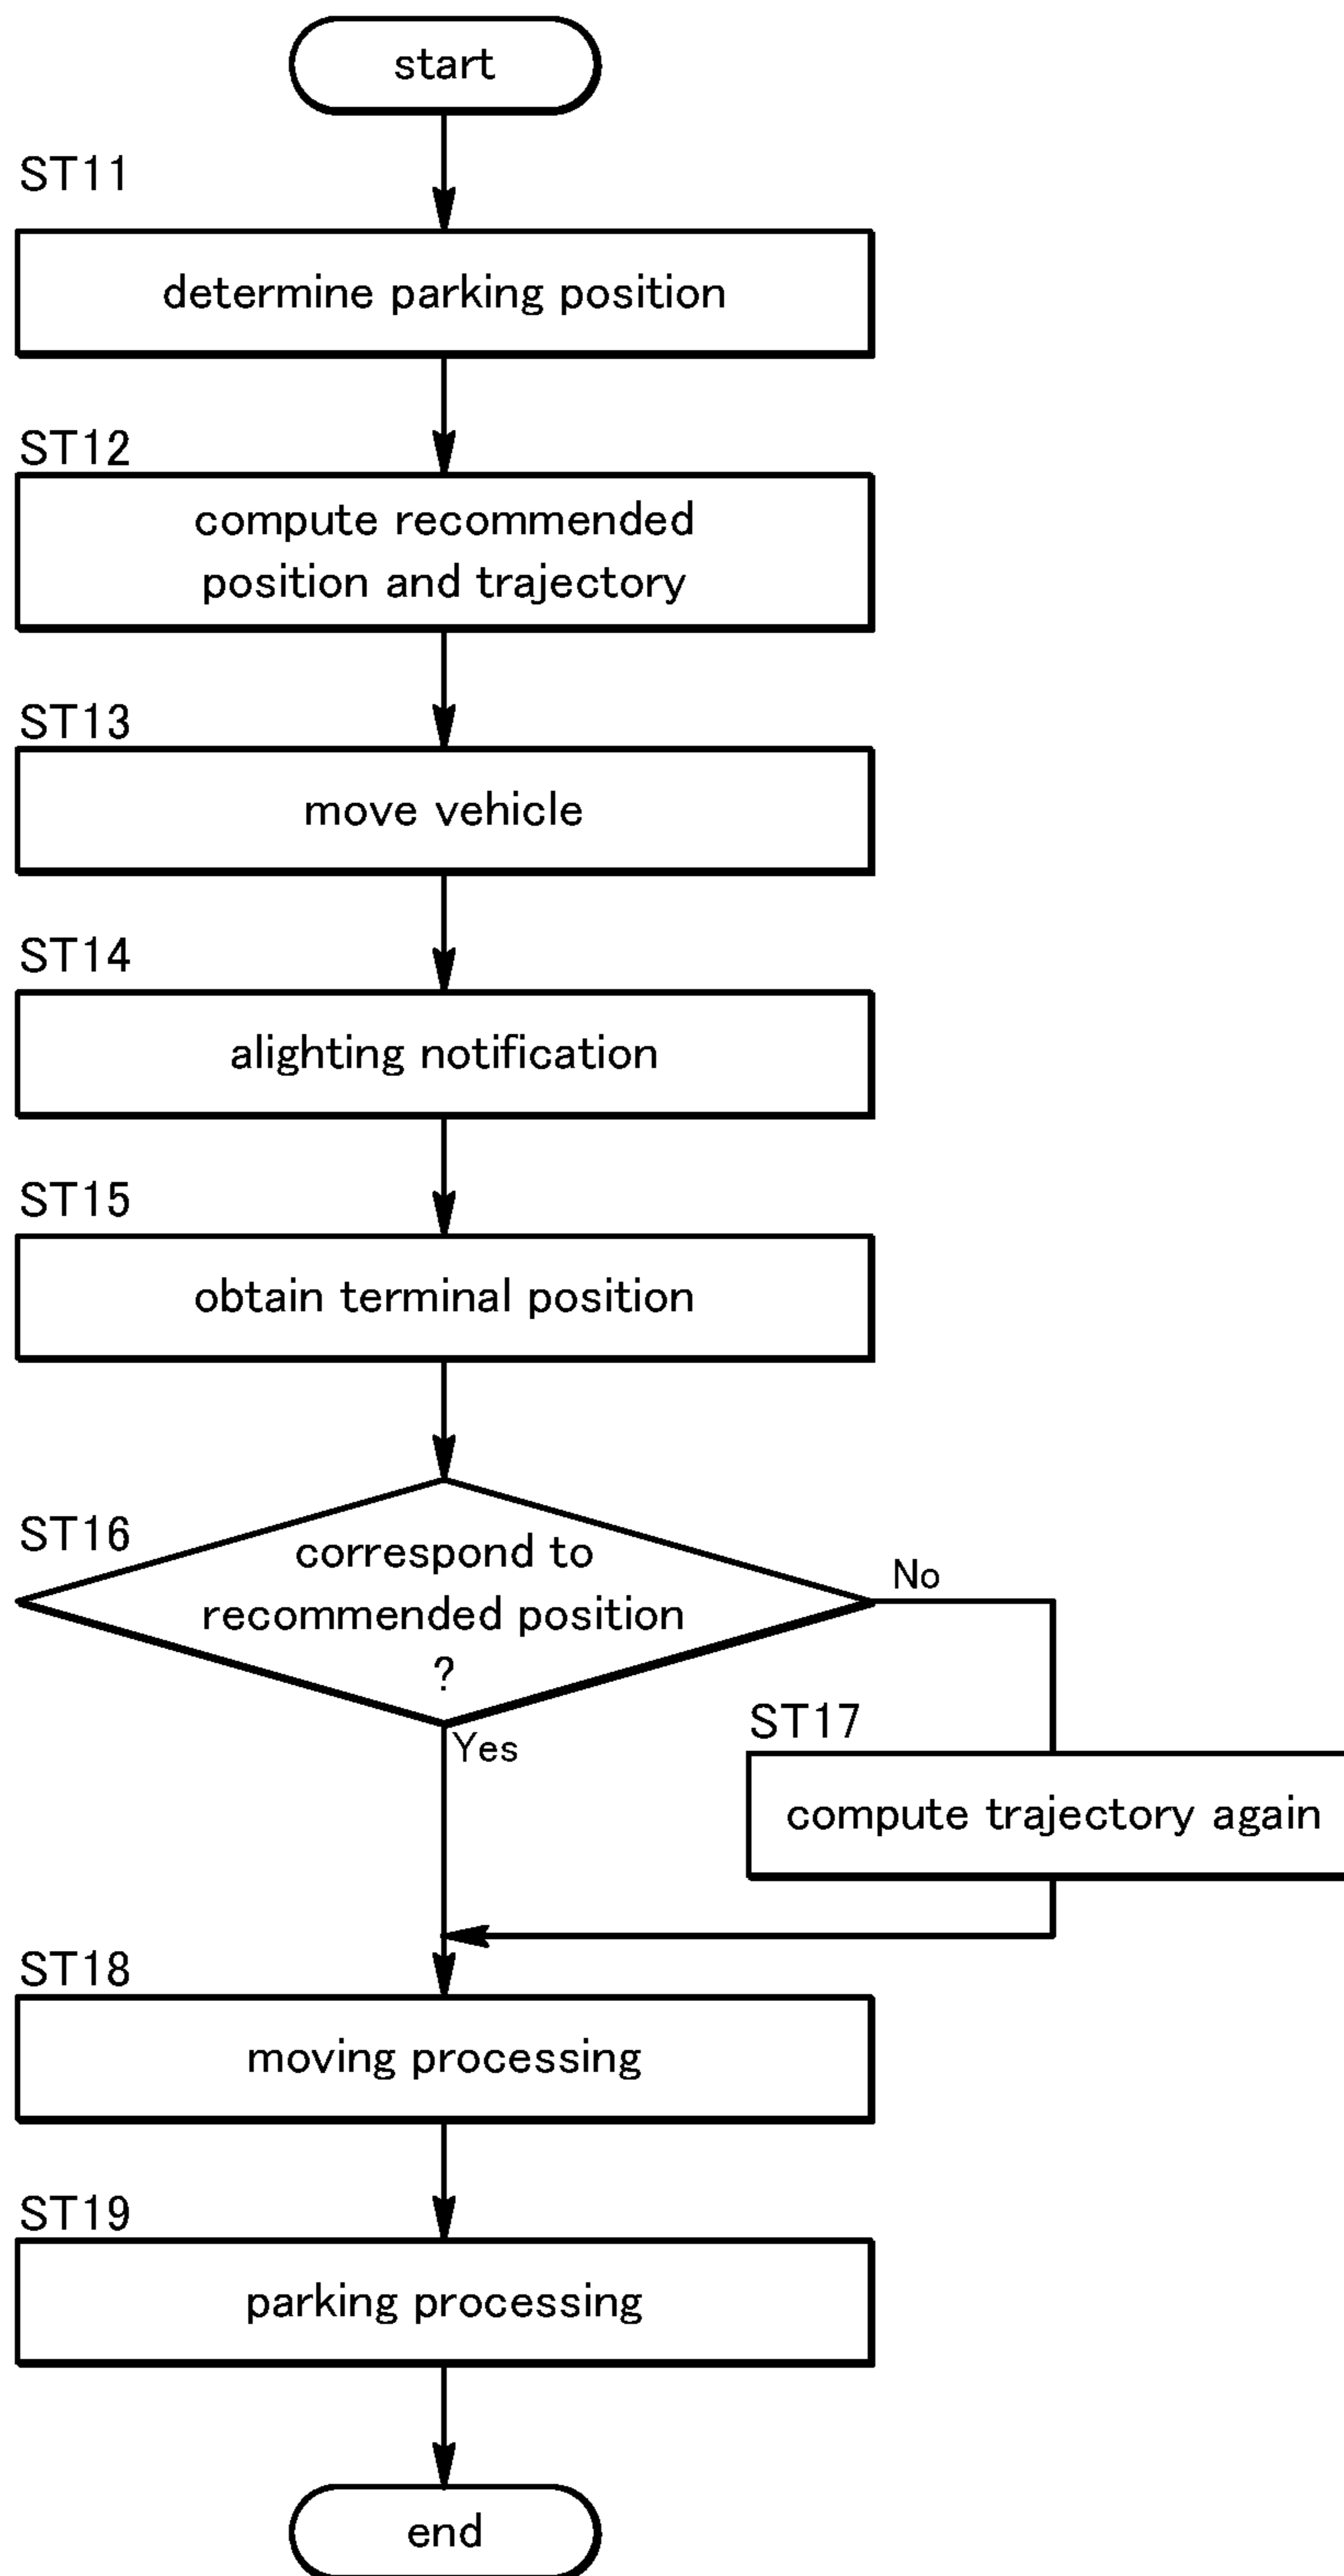 start
ST11
determine parking position
ST12
compute recommended
position and trajectory
ST13
move vehicle
ST14
alighting notification
ST15
obtain terminal position
ST16
correspond to
recommended position
?
No
Yes
ST17
compute trajectory again
ST18
moving processing
ST19
parking processing
end